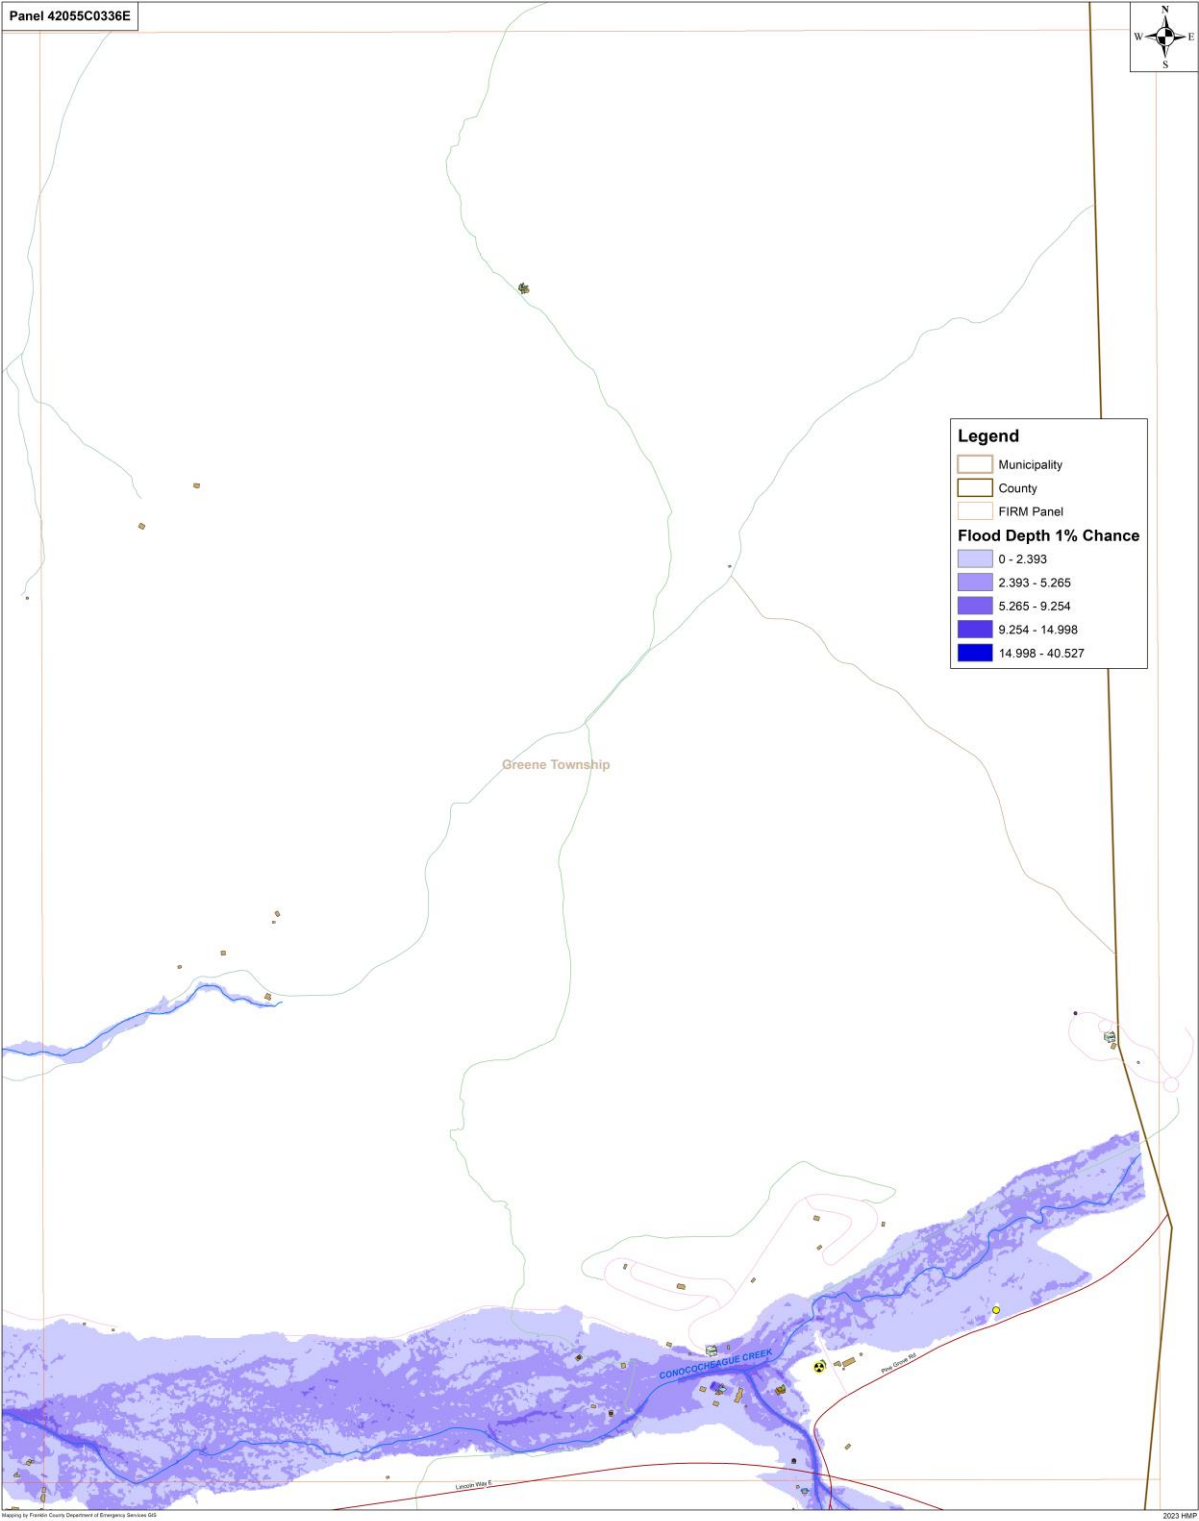 Panel 42055C0336E
N
W E
S
Legend
Municipality
County
FIRM Panel
Flood Depth 1% Chance
0 - 2.393
2.393 - 5.265
5.265 - 9.254
9.254 - 14.998
14.998 - 40.527
Greene Township
CONOCOCHEAGUE CREEK
Pine Grove Rd
Lincoln Way E
Mapping by Franklin County Department of Emergency Services GIS
2023 HMP